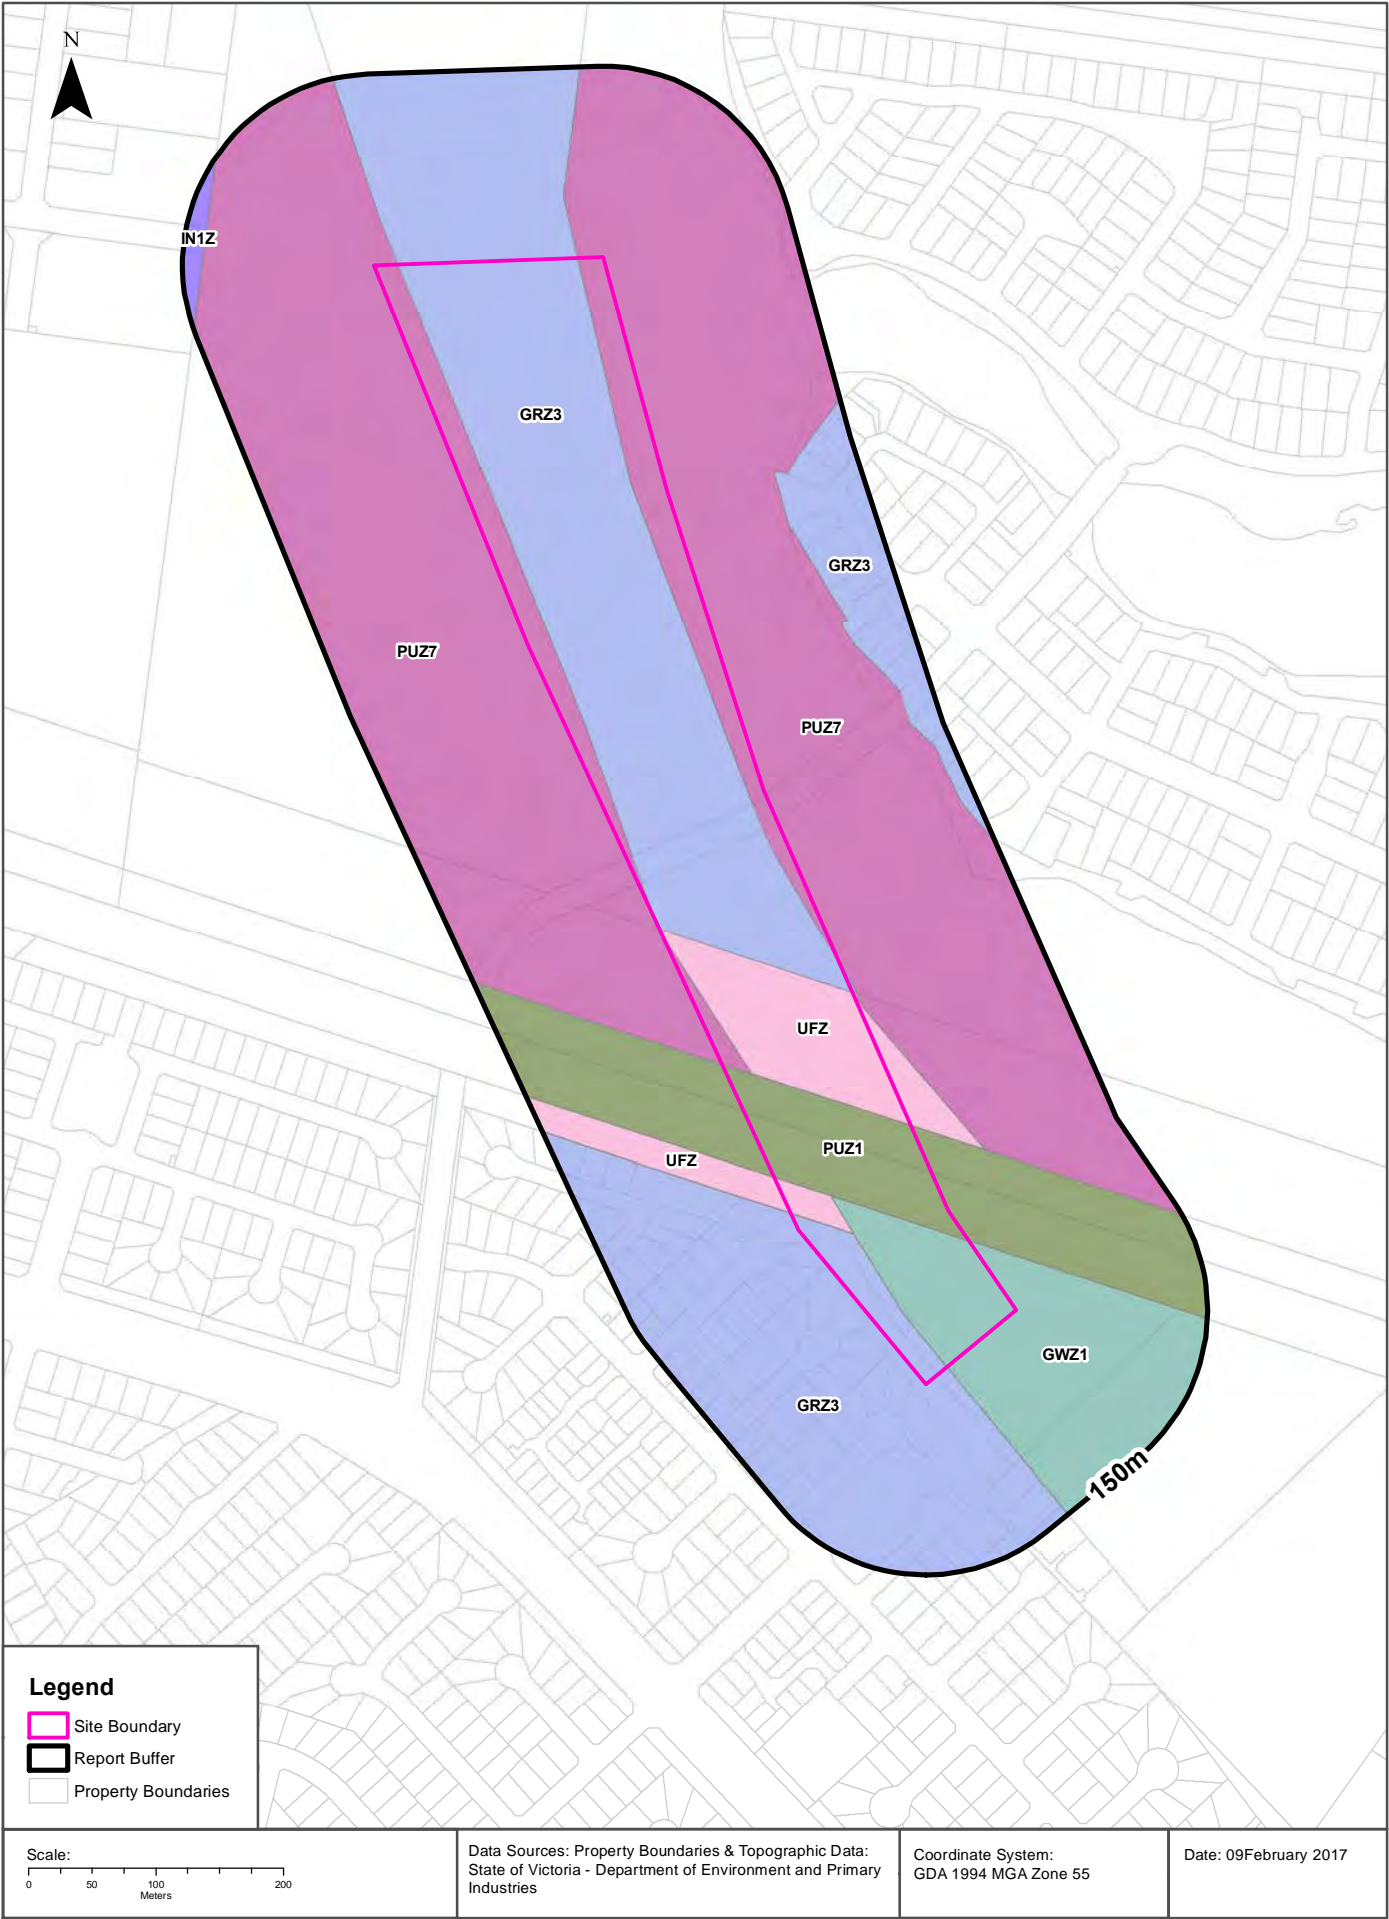 N
IN1Z
GRZ3
GRZ3
PUZ7
PUZ7
UFZ
PUZ1
UFZ
GWZ1
GRZ3
150m
Legend
Site Boundary
Report Buffer
Property Boundaries
Scale:
0 50 100 200
Meters
Data Sources: Property Boundaries & Topographic Data:
State of Victoria - Department of Environment and Primary
Industries
Coordinate System:
GDA 1994 MGA Zone 55
Date: 09February 2017